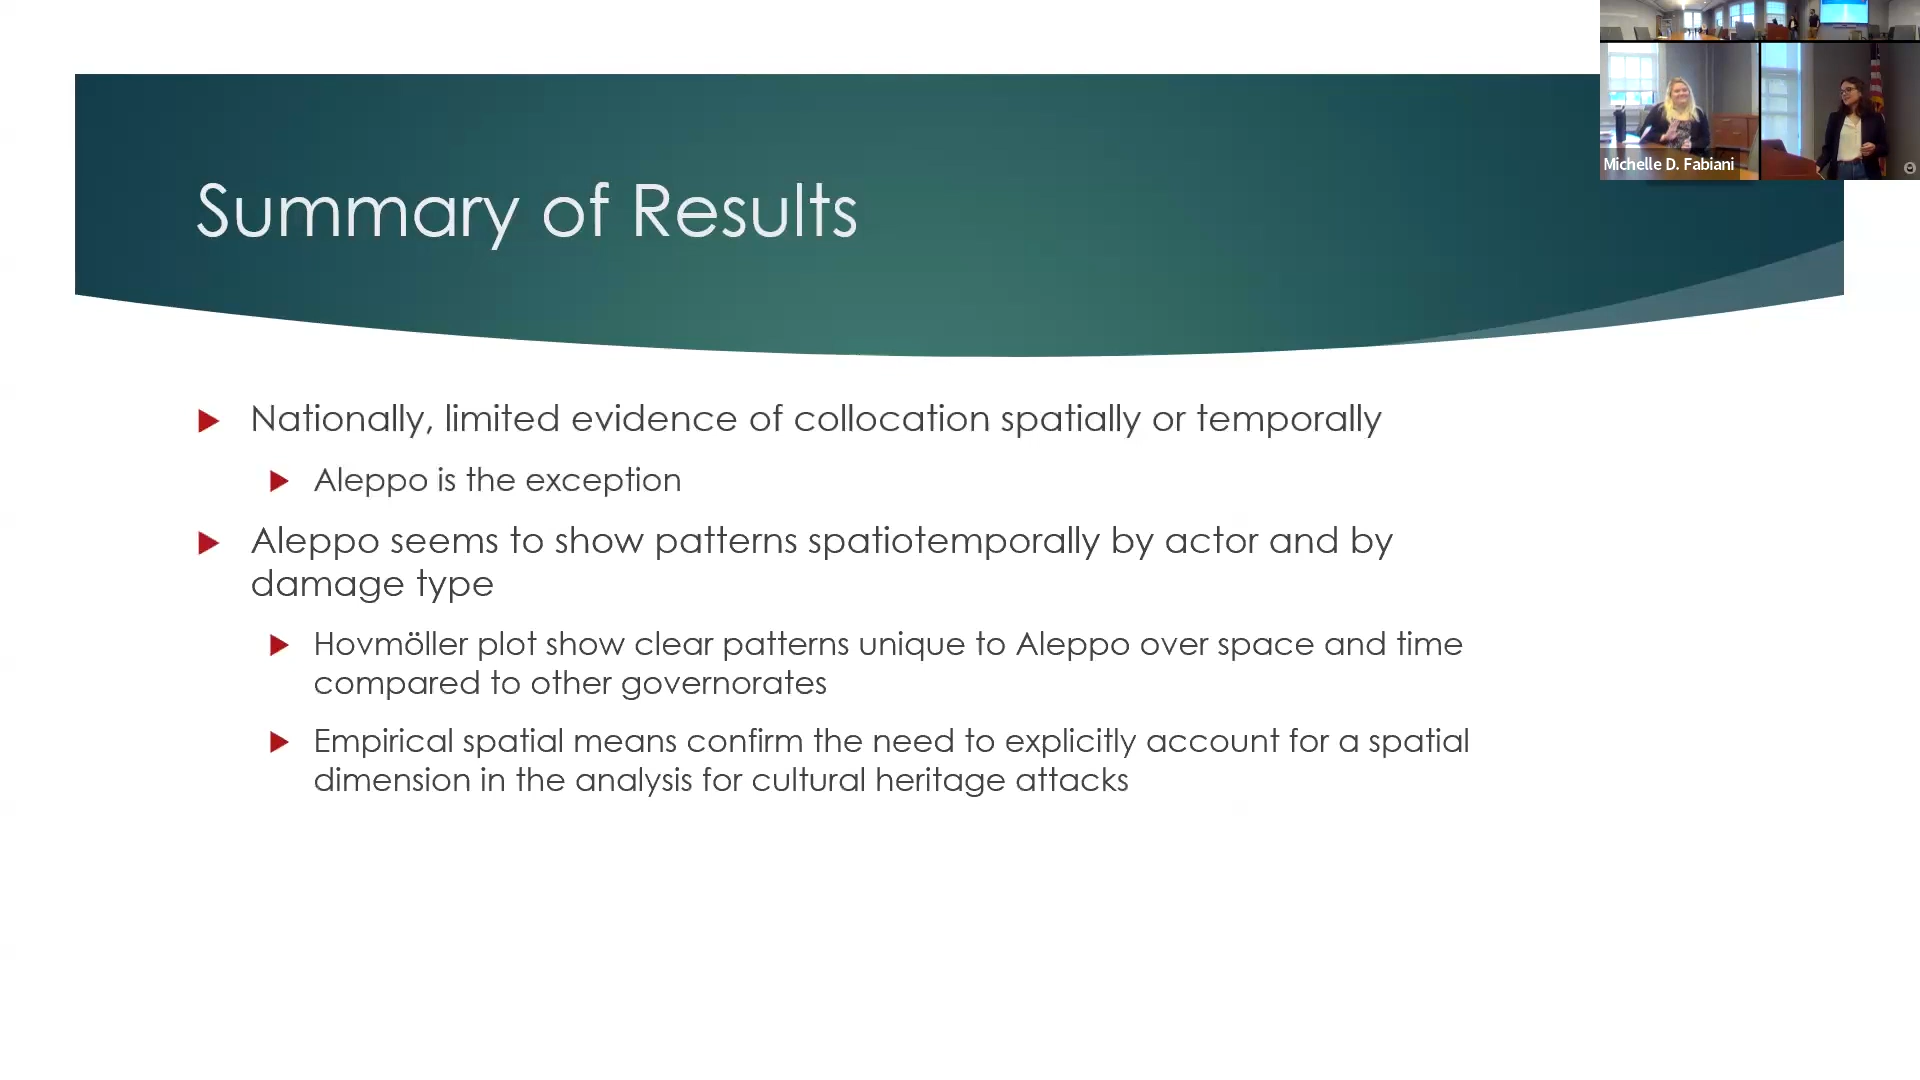 Michelle D. Fabiani
Summary of Results
Nationally, limited evidence of collocation spatially or temporally
Aleppo is the exception
Aleppo seems to show patterns spatiotemporally by actor and by
damage type
Hovmöller plot show clear patterns unique to Aleppo over space and time
compared to other governorates
Empirical spatial means confirm the need to explicitly account for a spatial
dimension in the analysis for cultural heritage attacks